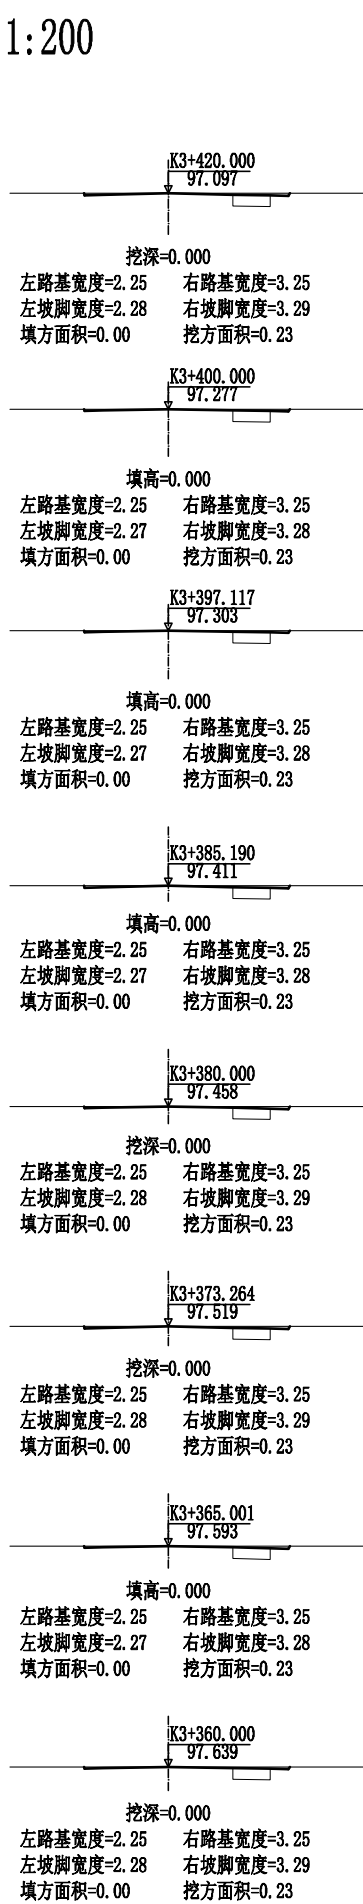 1:200
K3+420.000
97.097
挖深=0.000
左路基宽度=2.25 右路基宽度=3.25
左坡脚宽度=2.28 右坡脚宽度=3.29
填方面积=0.00 挖方面积=0.23
K3+400.000
97.277
填高=0.000
左路基宽度=2.25 右路基宽度=3.25
左坡脚宽度=2.27 右坡脚宽度=3.28
填方面积=0.00 挖方面积=0.23
K3+397.117
97.303
填高=0.000
左路基宽度=2.25 右路基宽度=3.25
左坡脚宽度=2.27 右坡脚宽度=3.28
填方面积=0.00 挖方面积=0.23
K3+385.190
97.411
填高=0.000
左路基宽度=2.25 右路基宽度=3.25
左坡脚宽度=2.27 右坡脚宽度=3.28
填方面积=0.00 挖方面积=0.23
K3+380.000
97.458
挖深=0.000
左路基宽度=2.25 右路基宽度=3.25
左坡脚宽度=2.28 右坡脚宽度=3.29
填方面积=0.00 挖方面积=0.23
K3+373.264
97.519
挖深=0.000
左路基宽度=2.25 右路基宽度=3.25
左坡脚宽度=2.28 右坡脚宽度=3.29
填方面积=0.00 挖方面积=0.23
K3+365.001
97.593
填高=0.000
左路基宽度=2.25 右路基宽度=3.25
左坡脚宽度=2.27 右坡脚宽度=3.28
填方面积=0.00 挖方面积=0.23
K3+360.000
97.639
挖深=0.000
左路基宽度=2.25 右路基宽度=3.25
左坡脚宽度=2.28 右坡脚宽度=3.29
填方面积=0.00 挖方面积=0.23